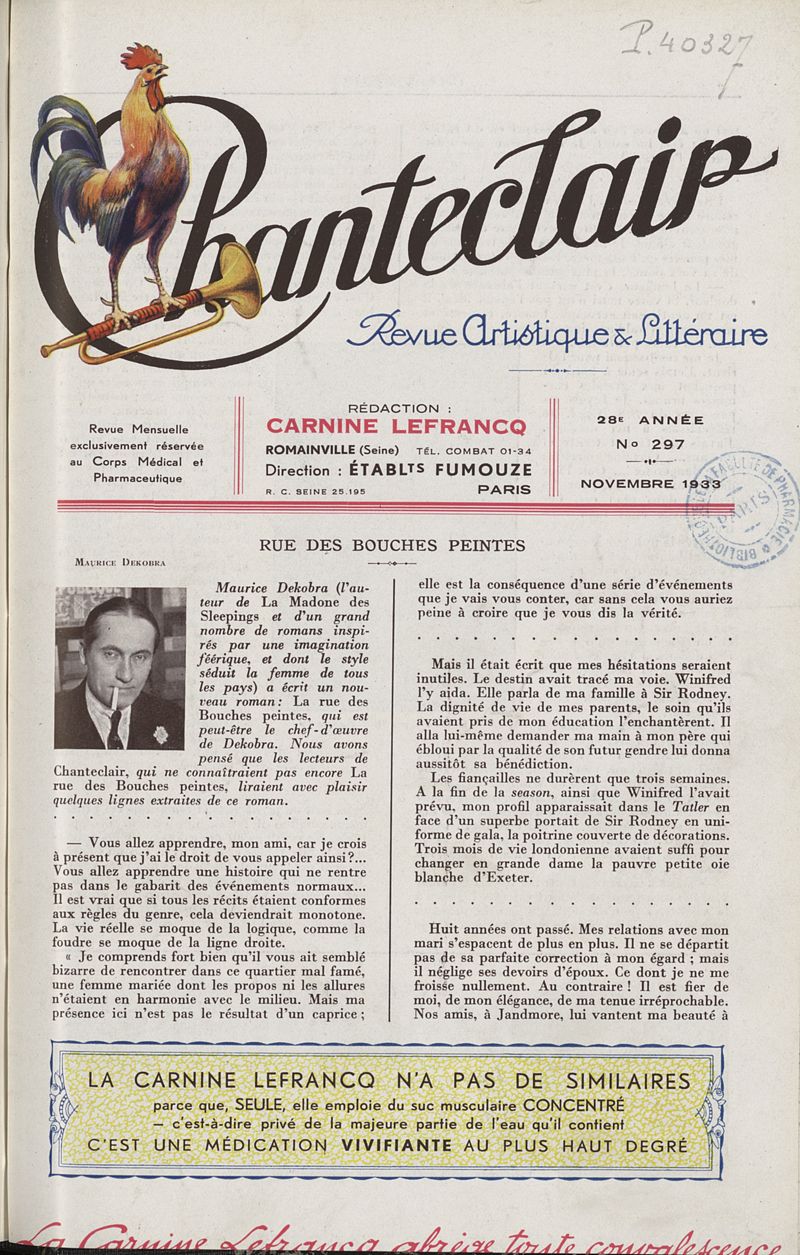 P.40327
Chanteclair
Revue Artistique & Littéraire
Revue Mensuelle
exclusivement réservée
au Corps Médical et
Pharmaceutique
RÉDACTION :
CARNINE LEFRANCQ
ROMAINVILLE (Seine) TÉL. COMBAT 01-34
Direction : ÉTABLTS FUMOUZE
R. C. SEINE 25.195 PARIS
28E ANNÉE
No 297
NOVEMBRE 1933
BIBLIOTHÈQUE DE LA FACULTÉ DE PHARMACIE
PARIS
RUE DES BOUCHES PEINTES
MAURICE DEKOBRA
Maurice Dekobra (l'au-
teur de La Madone des
Sleepings et d'un grand
nombre de romans inspi-
rés par une imagination
féérique, et dont le style
séduit la femme de tous
les pays) a écrit un nou-
veau roman : La rue des
Bouches peintes, qui est
peut-être le chef-d'œuvre
de Dekobra. Nous avons
pensé que les lecteurs de
Chanteclair, qui ne connaîtraient pas encore La
rue des Bouches peintes, liraient avec plaisir
quelques lignes extraites de ce roman.
. . . . . . . . . . . . . . . .
— Vous allez apprendre, mon ami, car je crois
à présent que j'ai le droit de vous appeler ainsi ?...
Vous allez apprendre une histoire qui ne rentre
pas dans le gabarit des événements normaux...
Il est vrai que si tous les récits étaient conformes
aux règles du genre, cela deviendrait monotone.
La vie réelle se moque de la logique, comme la
foudre se moque de la ligne droite.
« Je comprends fort bien qu'il vous ait semblé
bizarre de rencontrer dans ce quartier mal famé,
une femme mariée dont les propos ni les allures
n'étaient en harmonie avec le milieu. Mais ma
présence ici n'est pas le résultat d'un caprice ;
elle est la conséquence d'une série d'événements
que je vais vous conter, car sans cela vous auriez
peine à croire que je vous dis la vérité.
. . . . . . . . . . . . . . . .
Mais il était écrit que mes hésitations seraient
inutiles. Le destin avait tracé ma voie. Winifred
l'y aida. Elle parla de ma famille à Sir Rodney.
La dignité de vie de mes parents, le soin qu'ils
avaient pris de mon éducation l'enchantèrent. Il
alla lui-même demander ma main à mon père qui
ébloui par la qualité de son futur gendre lui donna
aussitôt sa bénédiction.
Les fiançailles ne durèrent que trois semaines.
A la fin de la season, ainsi que Winifred l'avait
prévu, mon profil apparaissait dans le Tatler en
face d'un superbe portait de Sir Rodney en uni-
forme de gala, la poitrine couverte de décorations.
Trois mois de vie londonienne avaient suffi pour
changer en grande dame la pauvre petite oie
blanche d'Exeter.
. . . . . . . . . . . . . . . .
Huit années ont passé. Mes relations avec mon
mari s'espacent de plus en plus. Il ne se départit
pas de sa parfaite correction à mon égard ; mais
il néglige ses devoirs d'époux. Ce dont je ne me
froisse nullement. Au contraire ! Il est fier de
moi, de mon élégance, de ma tenue irréprochable.
Nos amis, à Jandmore, lui vantent ma beauté à
LA CARNINE LEFRANCQ N'A PAS DE SIMILAIRES
parce que, SEULE, elle emploie du suc musculaire CONCENTRÉ
— c'est-à-dire privé de la majeure partie de l'eau qu'il contient
C'EST UNE MÉDICATION VIVIFIANTE AU PLUS HAUT DEGRÉ
La Carnine Lefrancq abrège toute convalescence